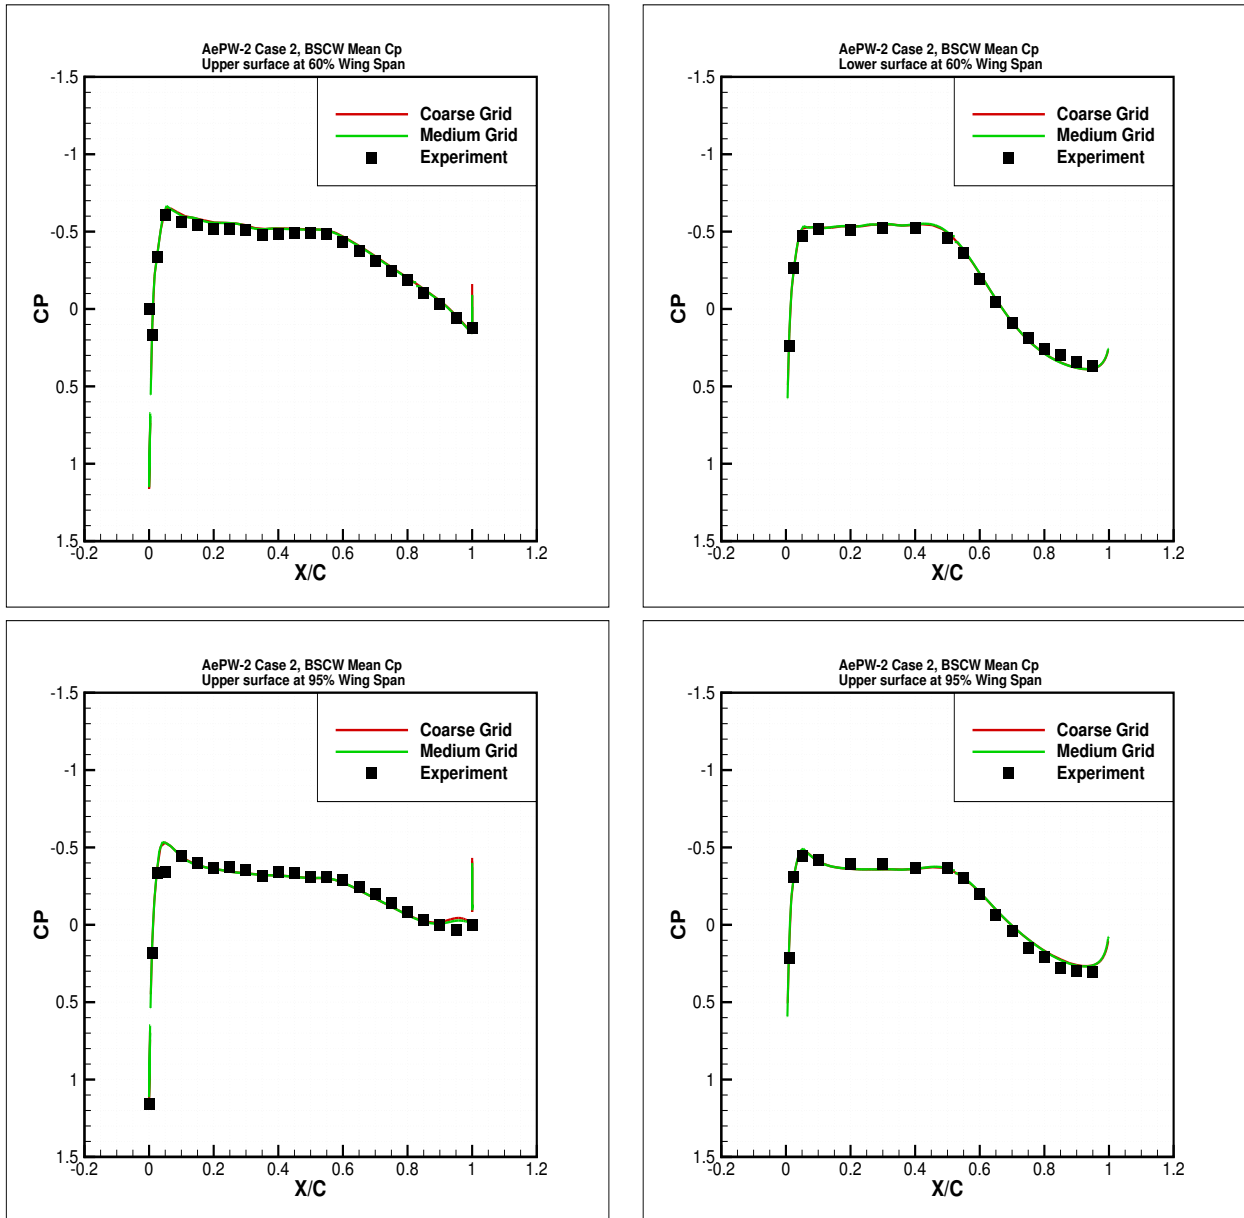 AePW-2 Case 2, BSCW Mean Cp
Upper surface at 60% Wing Span
Coarse Grid
Medium Grid
Experiment
CP
-1.5
-1
-0.5
0
0.5
1
1.5
-0.2 0 0.2 0.4 0.6 0.8 1 1.2
X/C
AePW-2 Case 2, BSCW Mean Cp
Lower surface at 60% Wing Span
Coarse Grid
Medium Grid
Experiment
CP
-1.5
-1
-0.5
0
0.5
1
1.5
-0.2 0 0.2 0.4 0.6 0.8 1 1.2
X/C
AePW-2 Case 2, BSCW Mean Cp
Upper surface at 95% Wing Span
Coarse Grid
Medium Grid
Experiment
CP
-1.5
-1
-0.5
0
0.5
1
1.5
-0.2 0 0.2 0.4 0.6 0.8 1 1.2
X/C
AePW-2 Case 2, BSCW Mean Cp
Upper surface at 95% Wing Span
Coarse Grid
Medium Grid
Experiment
CP
-1.5
-1
-0.5
0
0.5
1
1.5
-0.2 0 0.2 0.4 0.6 0.8 1 1.2
X/C